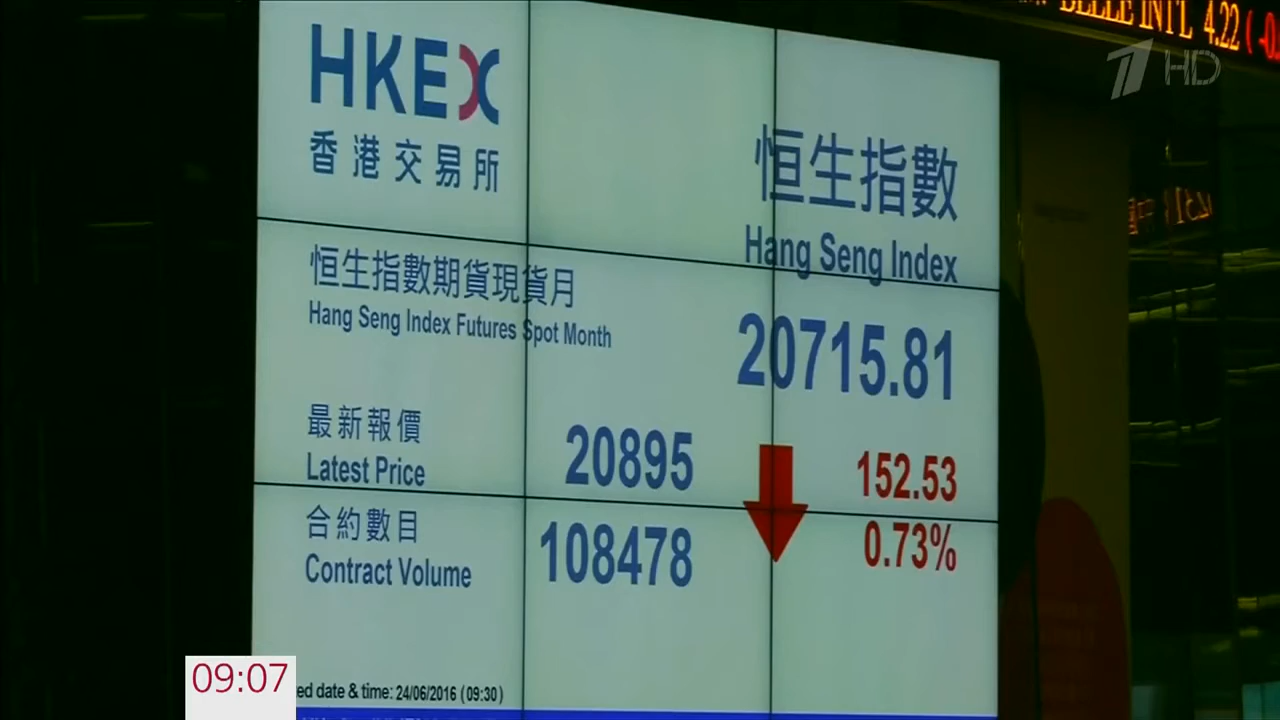 BELLE INT'L 4.22
HD
HKEX
香港交易所
恒生指數
Hang Seng Index
恒生指數期貨現貨月
Hang Seng Index Futures Spot Month
20715.81
最新報價
Latest Price
20895
152.53
合約數目
Contract Volume
108478
0.73%
09:07
ed date & time: 24/06/2016 (09:30)